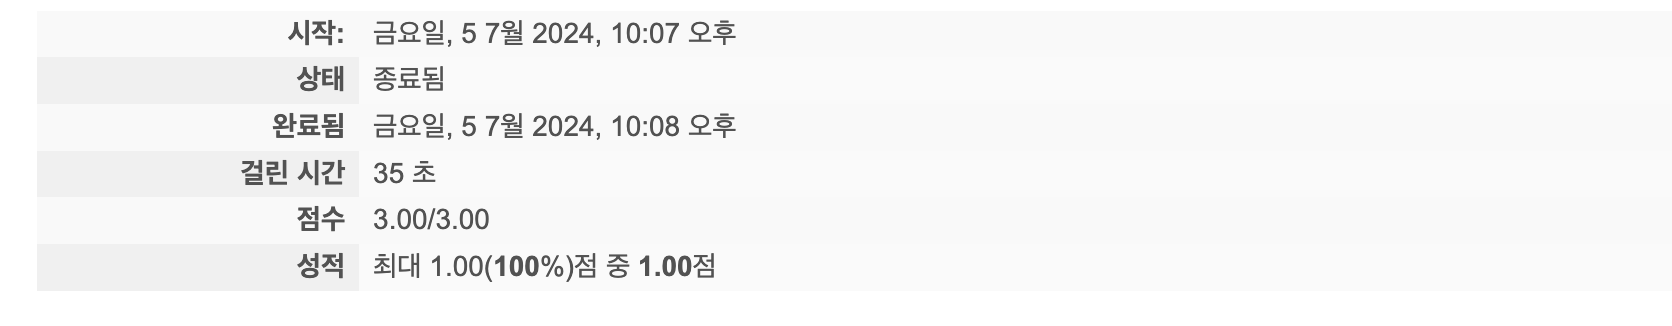 시작: 금요일, 5 7월 2024, 10:07 오후
상태 종료됨
완료됨 금요일, 5 7월 2024, 10:08 오후
걸린 시간 35 초
점수 3.00/3.00
성적 최대 1.00(100%)점 중 1.00점